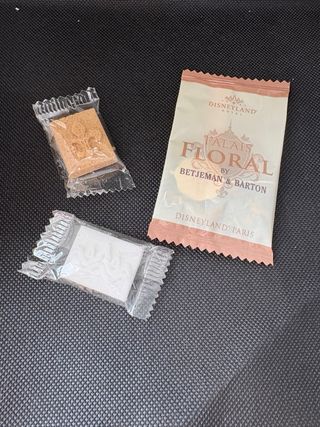 DISNEYLAND
HOTEL
PALAIS
FLORAL
BY
BETJEMAN & BARTON
DISNEYLAND PARIS